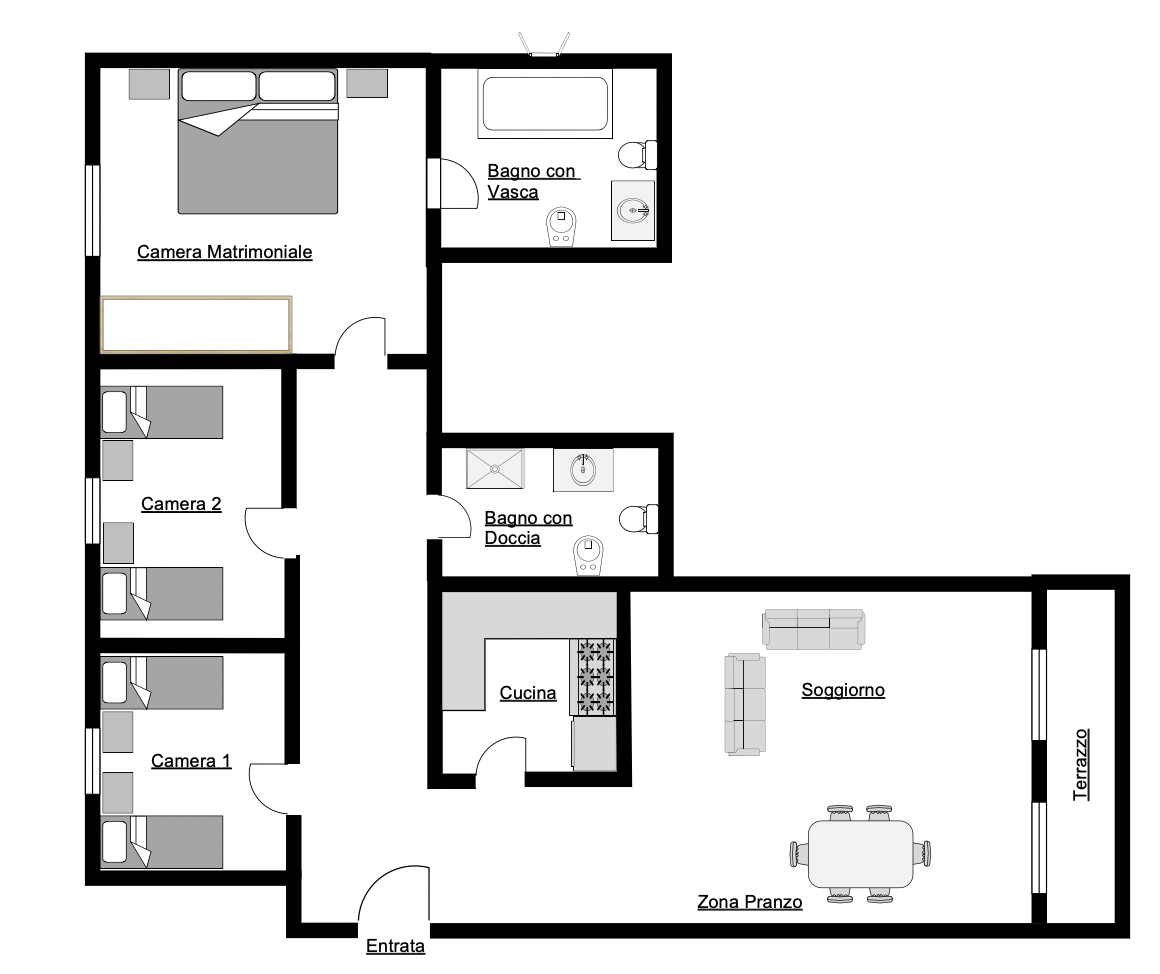 Bagno con
Vasca
Camera Matrimoniale
Camera 2
Bagno con
Doccia
Cucina
Soggiorno
Camera 1
Terrazzo
Zona Pranzo
Entrata